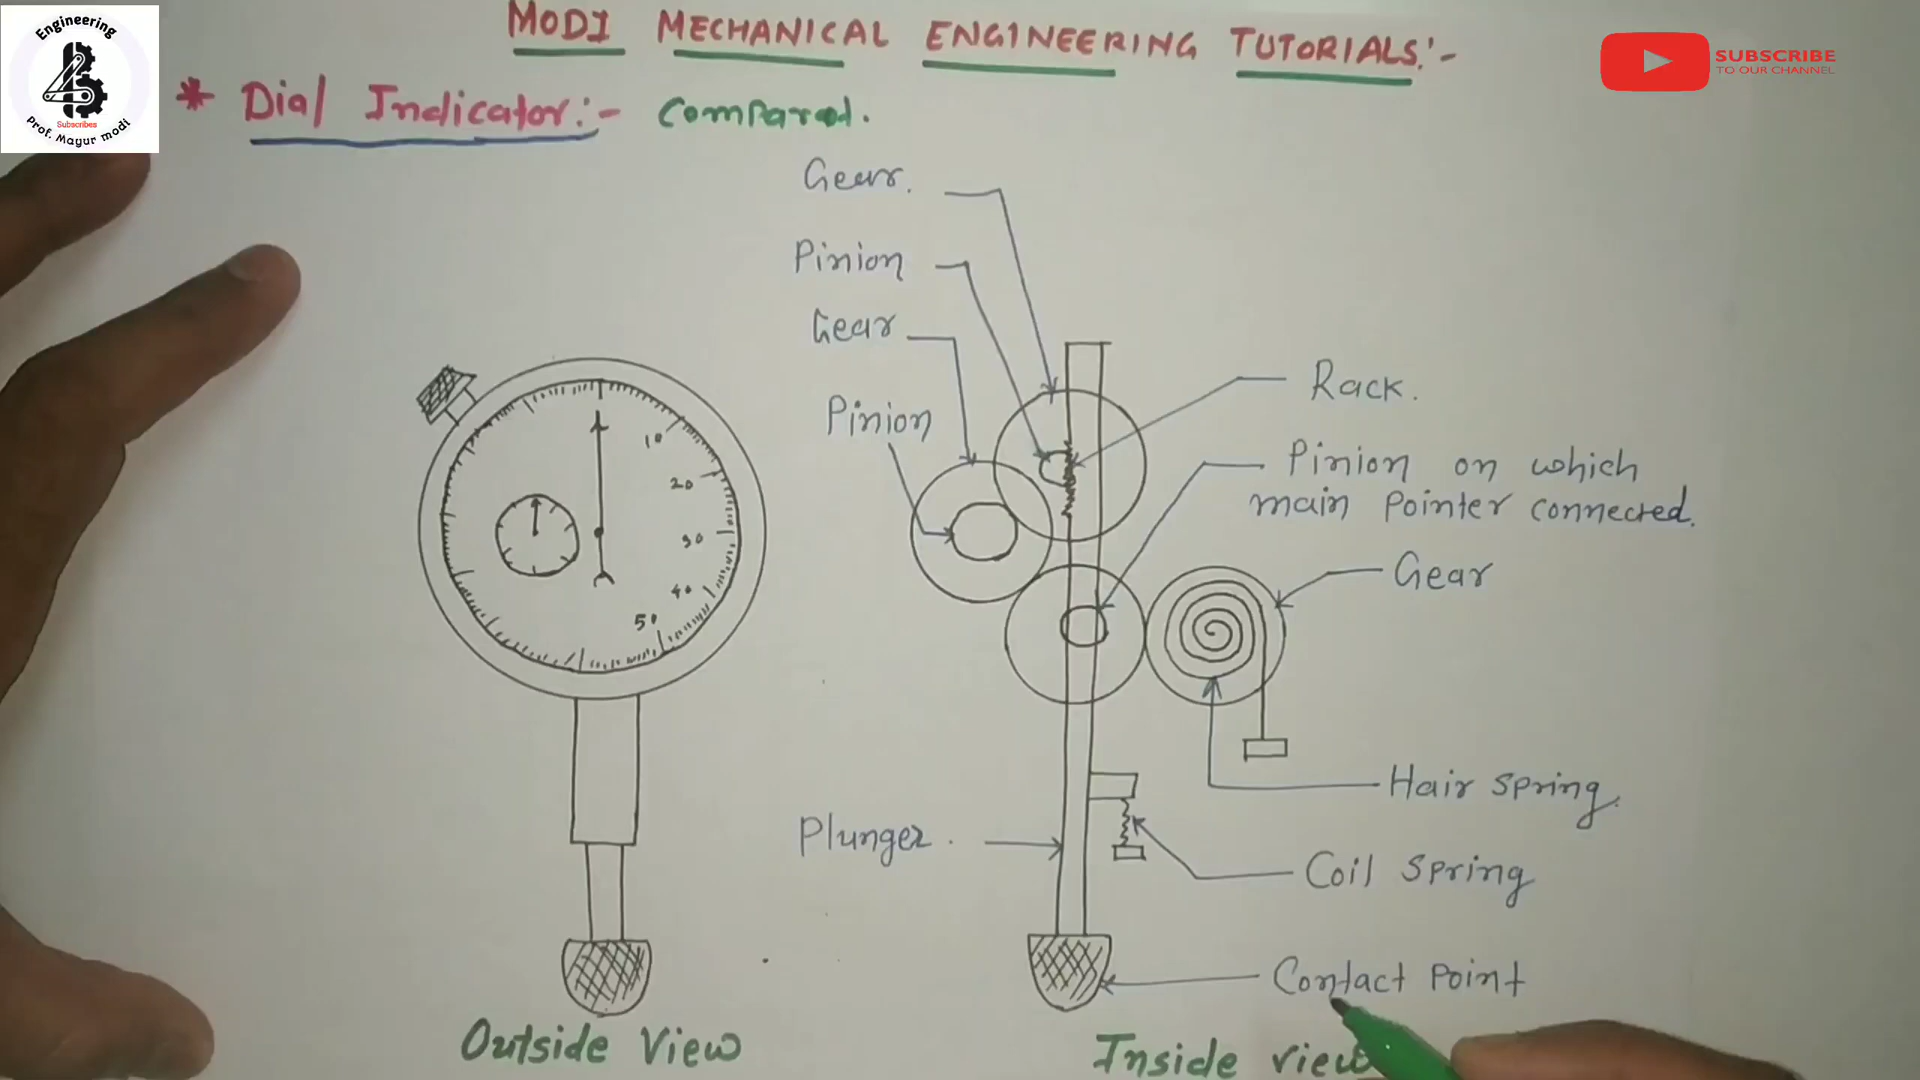 Engineering
Subscribes
Prof. Mayur modi
MODI MECHANICAL ENGINEERING TUTORIALS:-
SUBSCRIBE
TO OUR CHANNEL
* Dial Indicator:-
Gear.
Pinion
Gear
Pinion
Rack.
Pinion on which
main pointer connected.
Gear
10
20
30
40
50
Hair spring.
Plunger.
Coil spring
Contact Point
Outside View
Inside view